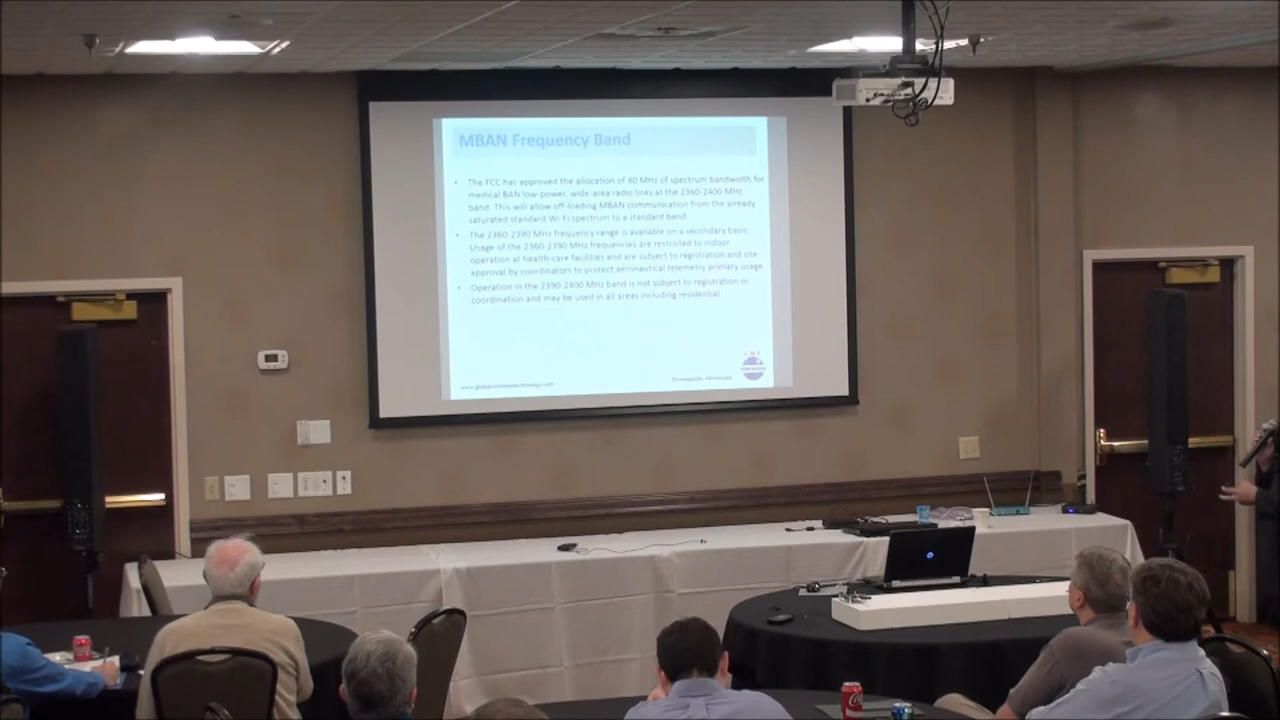 MBAN Frequency Band
• The FCC has approved the allocation of 40 MHz of spectrum bandwidth for
medical BAN low-power, wide-area radio links at the 2360-2400 MHz
band. This will allow off-loading MBAN communication from the already
saturated standard Wi-Fi spectrum to a standard band.
• The 2360-2390 MHz frequency range is available on a secondary basis.
Usage of the 2360-2390 MHz frequencies are restricted to indoor
operation at health-care facilities and are subject to registration and site
approval by coordinators to protect aeronautical telemetry primary usage
• Operation in the 2390-2400 MHz band is not subject to registration or
coordination and may be used in all areas including residential
Minneapolis, Minnesota